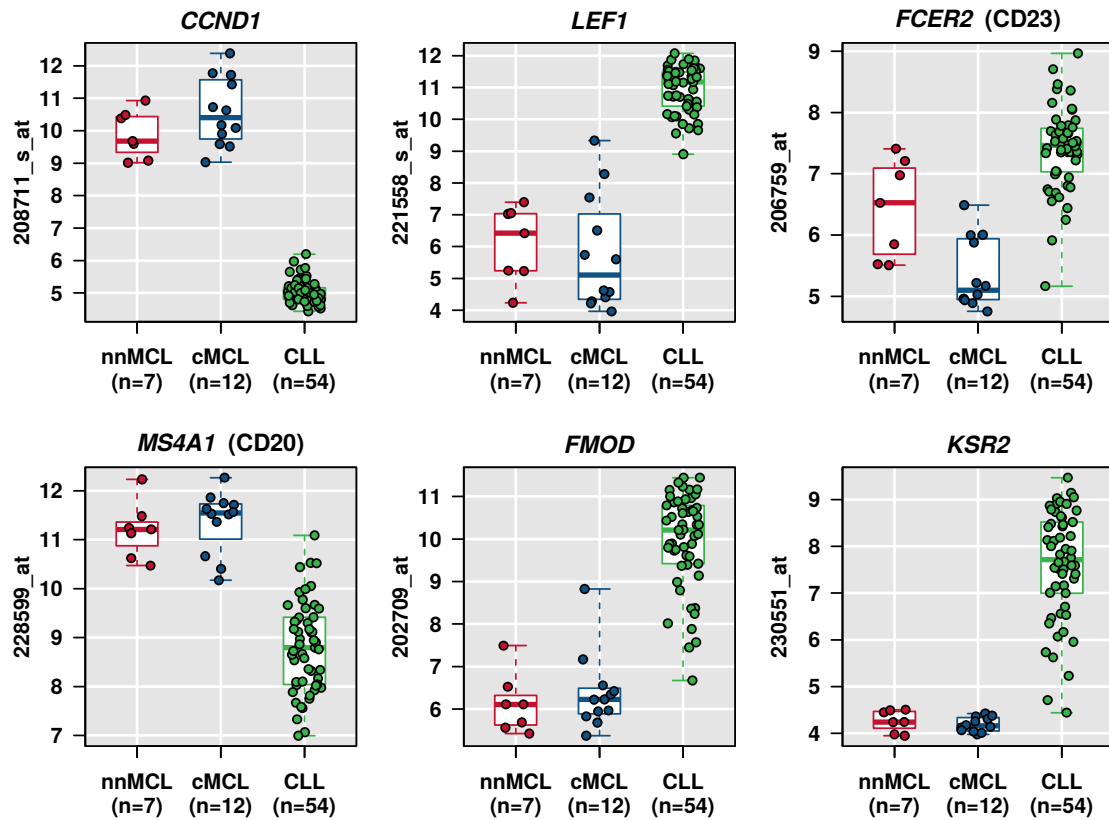 CCND1
208711_s_at
12
11
10
9
8
7
6
5
nnMCL cMCL CLL
(n=7) (n=12) (n=54)
LEF1
221558_s_at
12
11
10
9
8
7
6
5
4
nnMCL cMCL CLL
(n=7) (n=12) (n=54)
FCER2 (CD23)
206759_at
9
8
7
6
5
nnMCL cMCL CLL
(n=7) (n=12) (n=54)
MS4A1 (CD20)
228599_at
12
11
10
9
8
7
nnMCL cMCL CLL
(n=7) (n=12) (n=54)
FMOD
202709_at
11
10
9
8
7
6
nnMCL cMCL CLL
(n=7) (n=12) (n=54)
KSR2
230551_at
9
8
7
6
5
4
nnMCL cMCL CLL
(n=7) (n=12) (n=54)